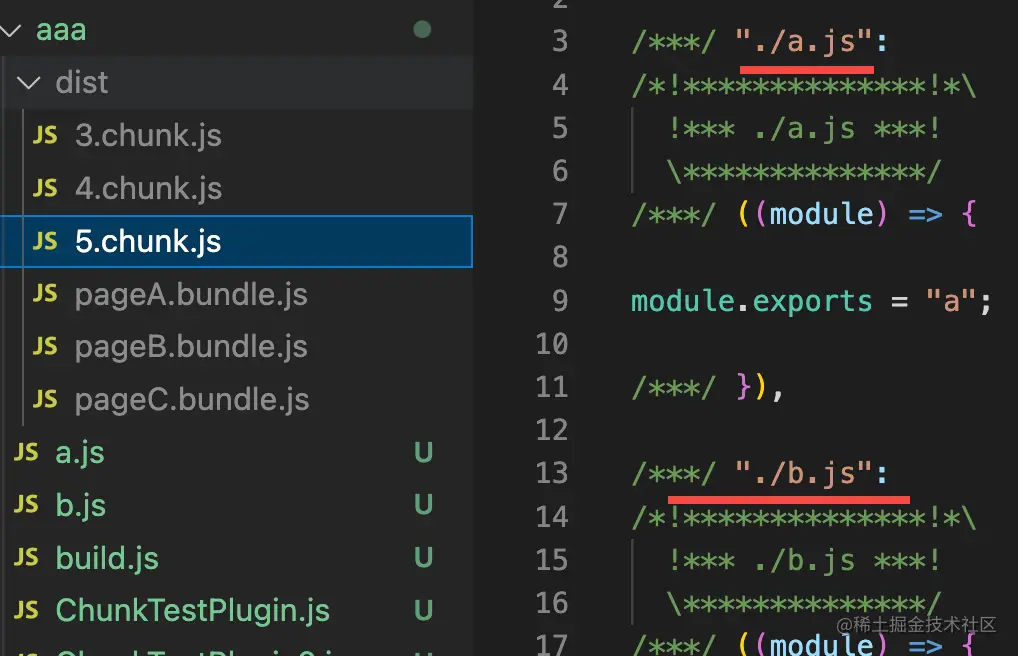 aaa
dist
JS 3.chunk.js
JS 4.chunk.js
JS 5.chunk.js
JS pageA.bundle.js
JS pageB.bundle.js
JS pageC.bundle.js
JS a.js U
JS b.js U
JS build.js U
JS ChunkTestPlugin.js U
2
3 /***/ "./a.js":
4 /*!**************!*\
5   !*** ./a.js ***!
6   \**************/
7 /***/ ((module) => {
8
9 module.exports = "a";
10
11 /***/ }),
12
13 /***/ "./b.js":
14 /*!**************!*\
15   !*** ./b.js ***!
16   \**************/
17 /***/ ((module) => {
@稀土掘金技术社区